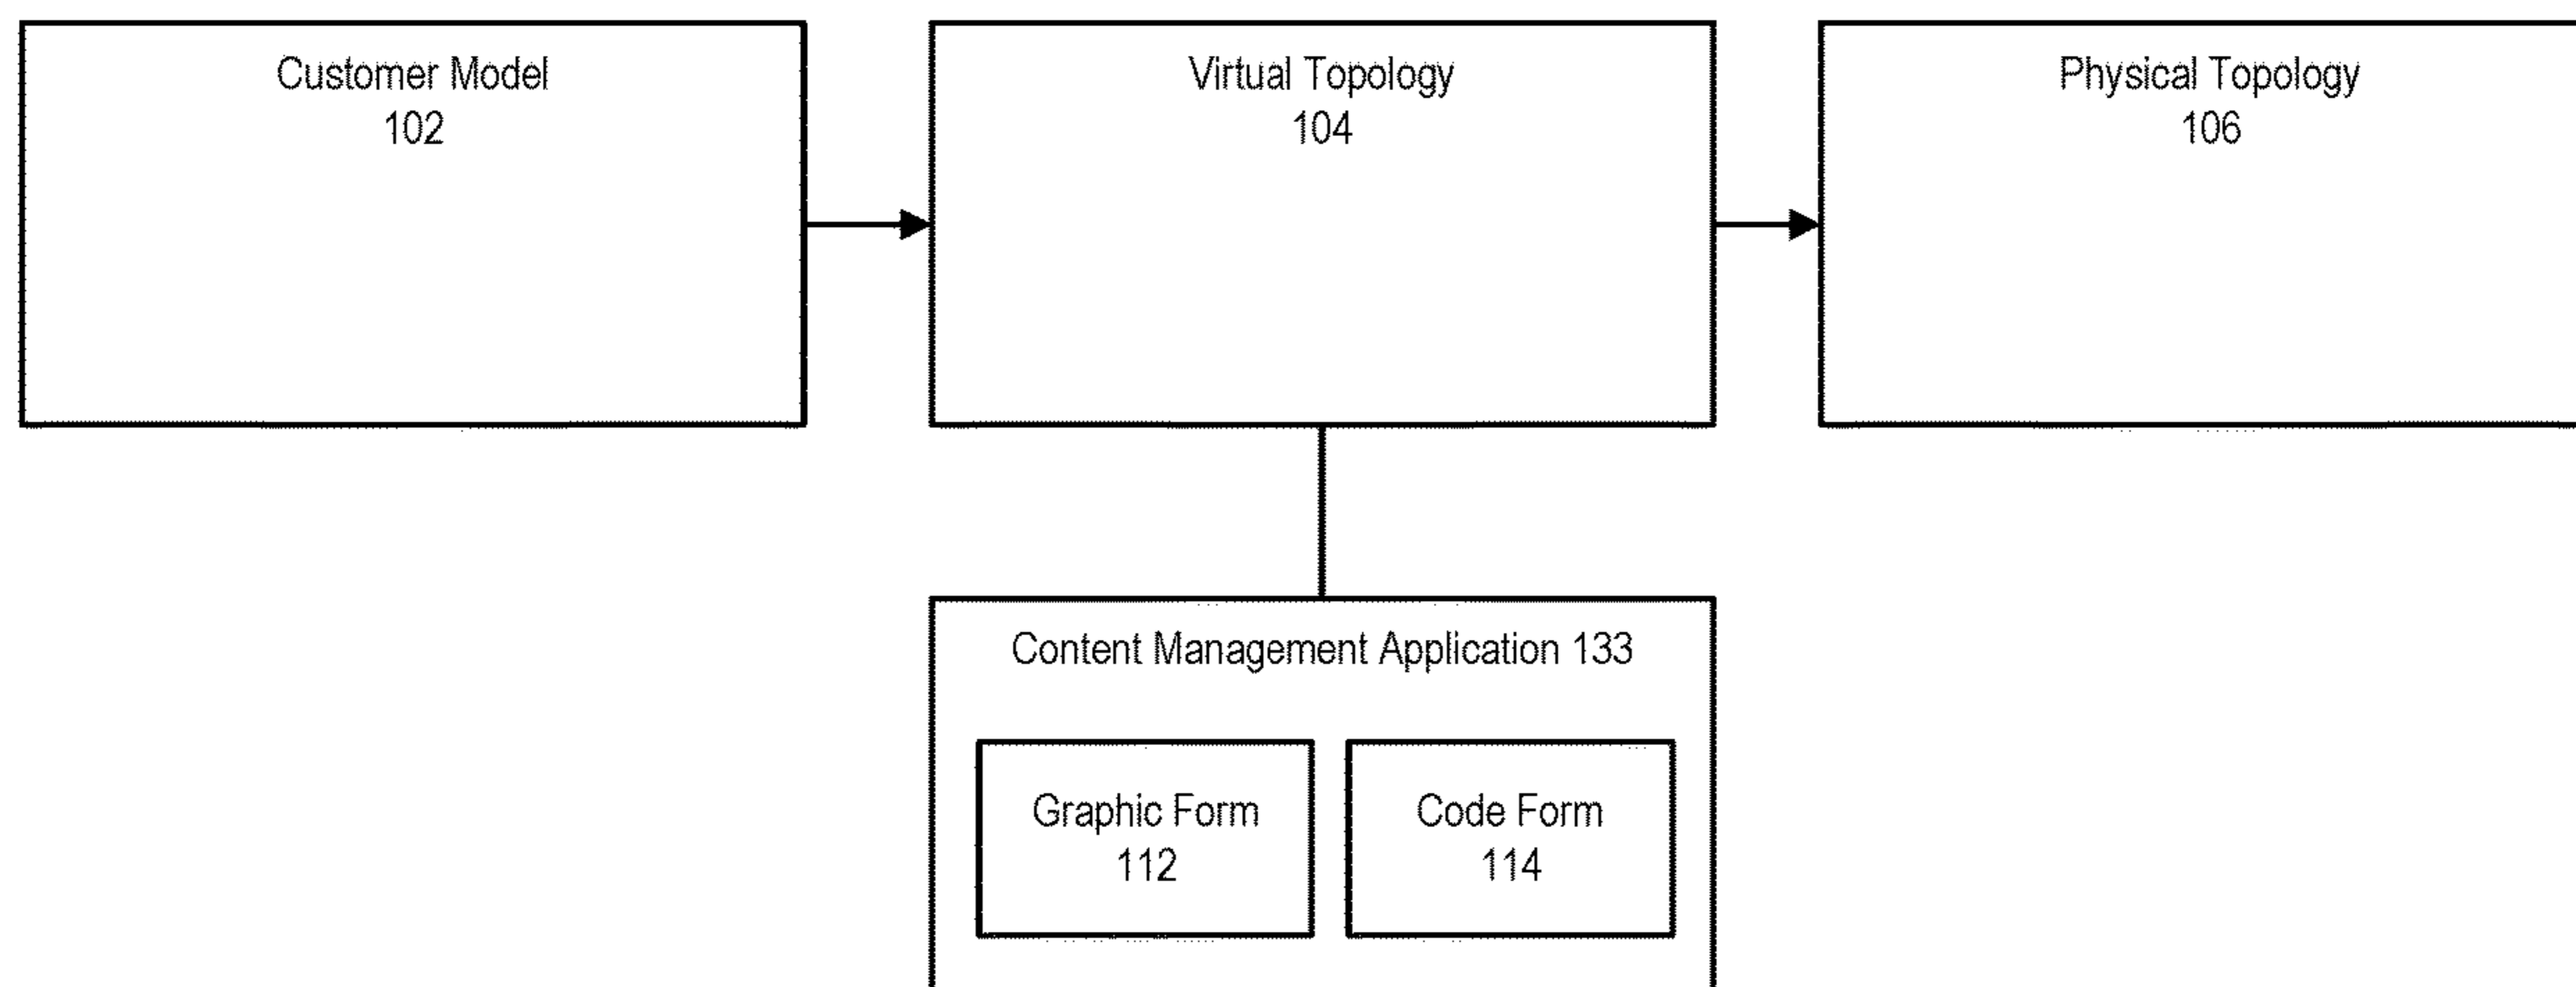 Customer Model
102
Virtual Topology
104
Physical Topology
106
Content Management Application 133
Graphic Form
112
Code Form
114